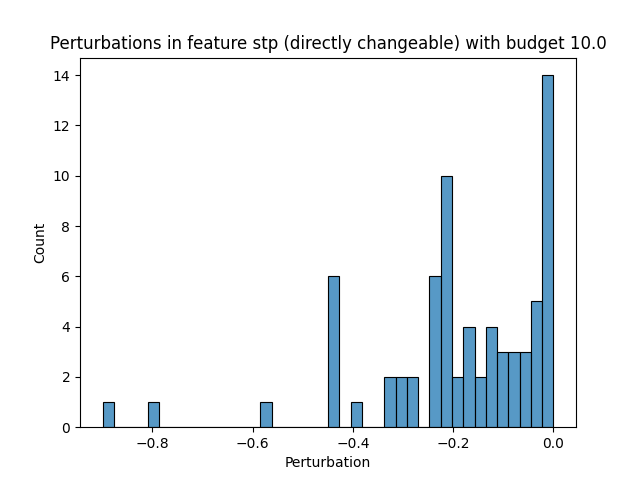 Perturbations in feature stp (directly changeable) with budget 10.0
14
12
10
8
6
4
2
0
Count
−0.8 −0.6 −0.4 −0.2 0.0
Perturbation